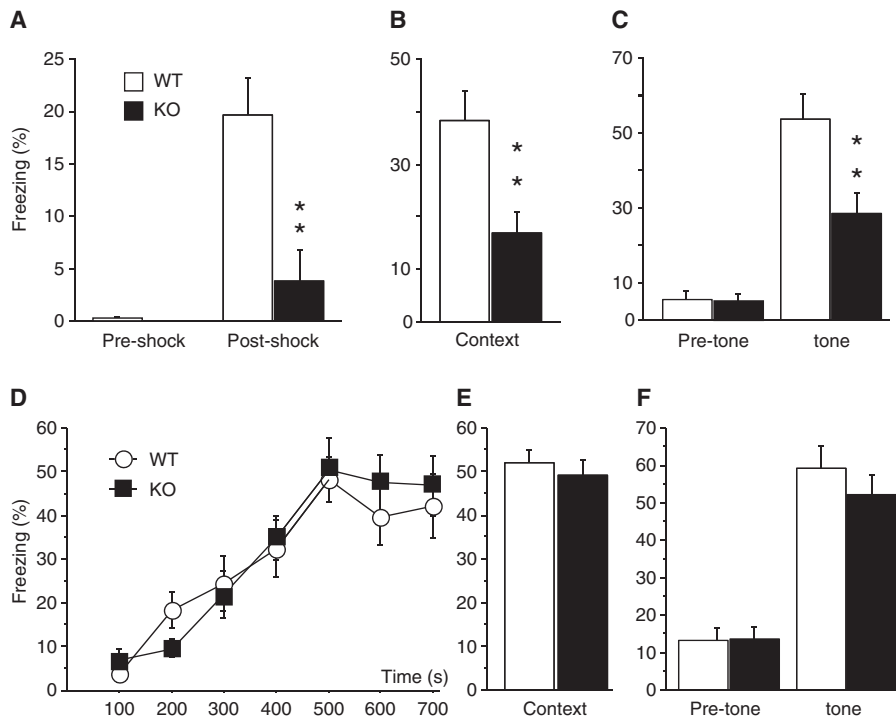 A
Freezing (%)
25
20
15
10
5
0
WT
KO
* *
Pre-shock Post-shock
B
50
30
10
0
* *
Context
C
70
50
30
10
0
* *
Pre-tone tone
D
Freezing (%)
60
50
40
30
20
10
0
WT
KO
Time (s)
100 200 300 400 500 600 700
E
60
50
40
30
20
10
0
Context
F
70
60
50
40
30
20
10
0
Pre-tone tone